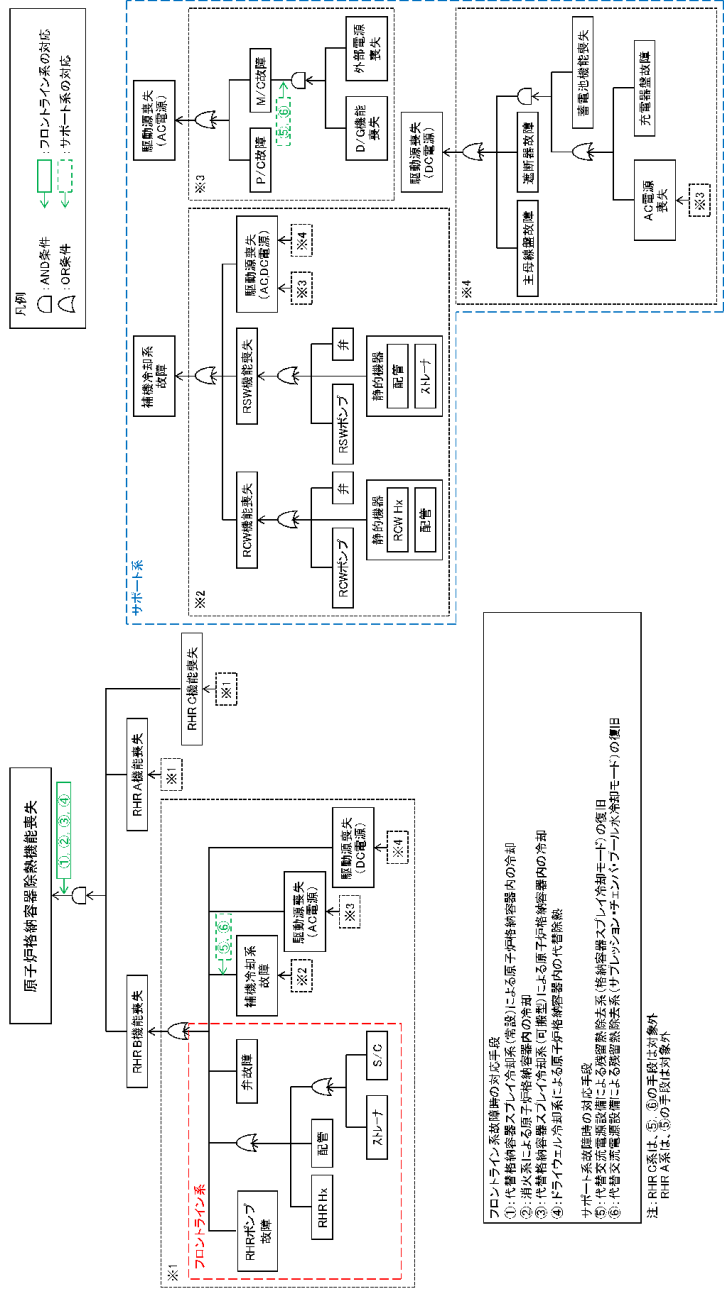 原子炉格納容器除熱機能喪失
①, ②, ③, ④
RHR B機能喪失
RHR A機能喪失
※1
RHR C機能喪失
※1
※1
フロントライン系
RHRポンプ
故障
RHR Hx
配管
ストレーナ
S/C
弁故障
⑤, ⑥
補機冷却系
故障
※2
駆動源喪失
(AC電源)
※3
駆動源喪失
(DC電源)
※4
サポート系
※2
補機冷却系
故障
RCW機能喪失
RCWポンプ
弁
静的機器
RCW Hx
配管
RSW機能喪失
RSWポンプ
弁
静的機器
配管
ストレーナ
駆動源喪失
(AC,DC電源)
※3
※4
※3
駆動源喪失
(AC電源)
P/C故障
M/C故障
⑤, ⑥
D/G機能
喪失
外部電源
喪失
※4
駆動源喪失
(DC電源)
主母線盤故障
遮断器故障
蓄電池機能喪失
AC電源
喪失
※3
充電器盤故障
凡例
:AND条件
:OR条件
:フロントライン系の対応
:サポート系の対応
フロントライン系故障時の対応手段
①:代替格納容器スプレイ冷却系(常設)による原子炉格納容器内の冷却
②:消火系による原子炉格納容器内の冷却
③:代替格納容器スプレイ冷却系(可搬型)による原子炉格納容器内の冷却
④:ドライウェル冷却系による原子炉格納容器内の代替除熱
サポート系故障時の対応手段
⑤:代替交流電源設備による残留熱除去系(格納容器スプレイ冷却モード)の復旧
⑥:代替交流電源設備による残留熱除去系(サプレッション・チェンバ・プール水冷却モード)の復旧
注:RHR C系は、⑤, ⑥の手段は対象外
RHR A系は、⑤の手段は対象外